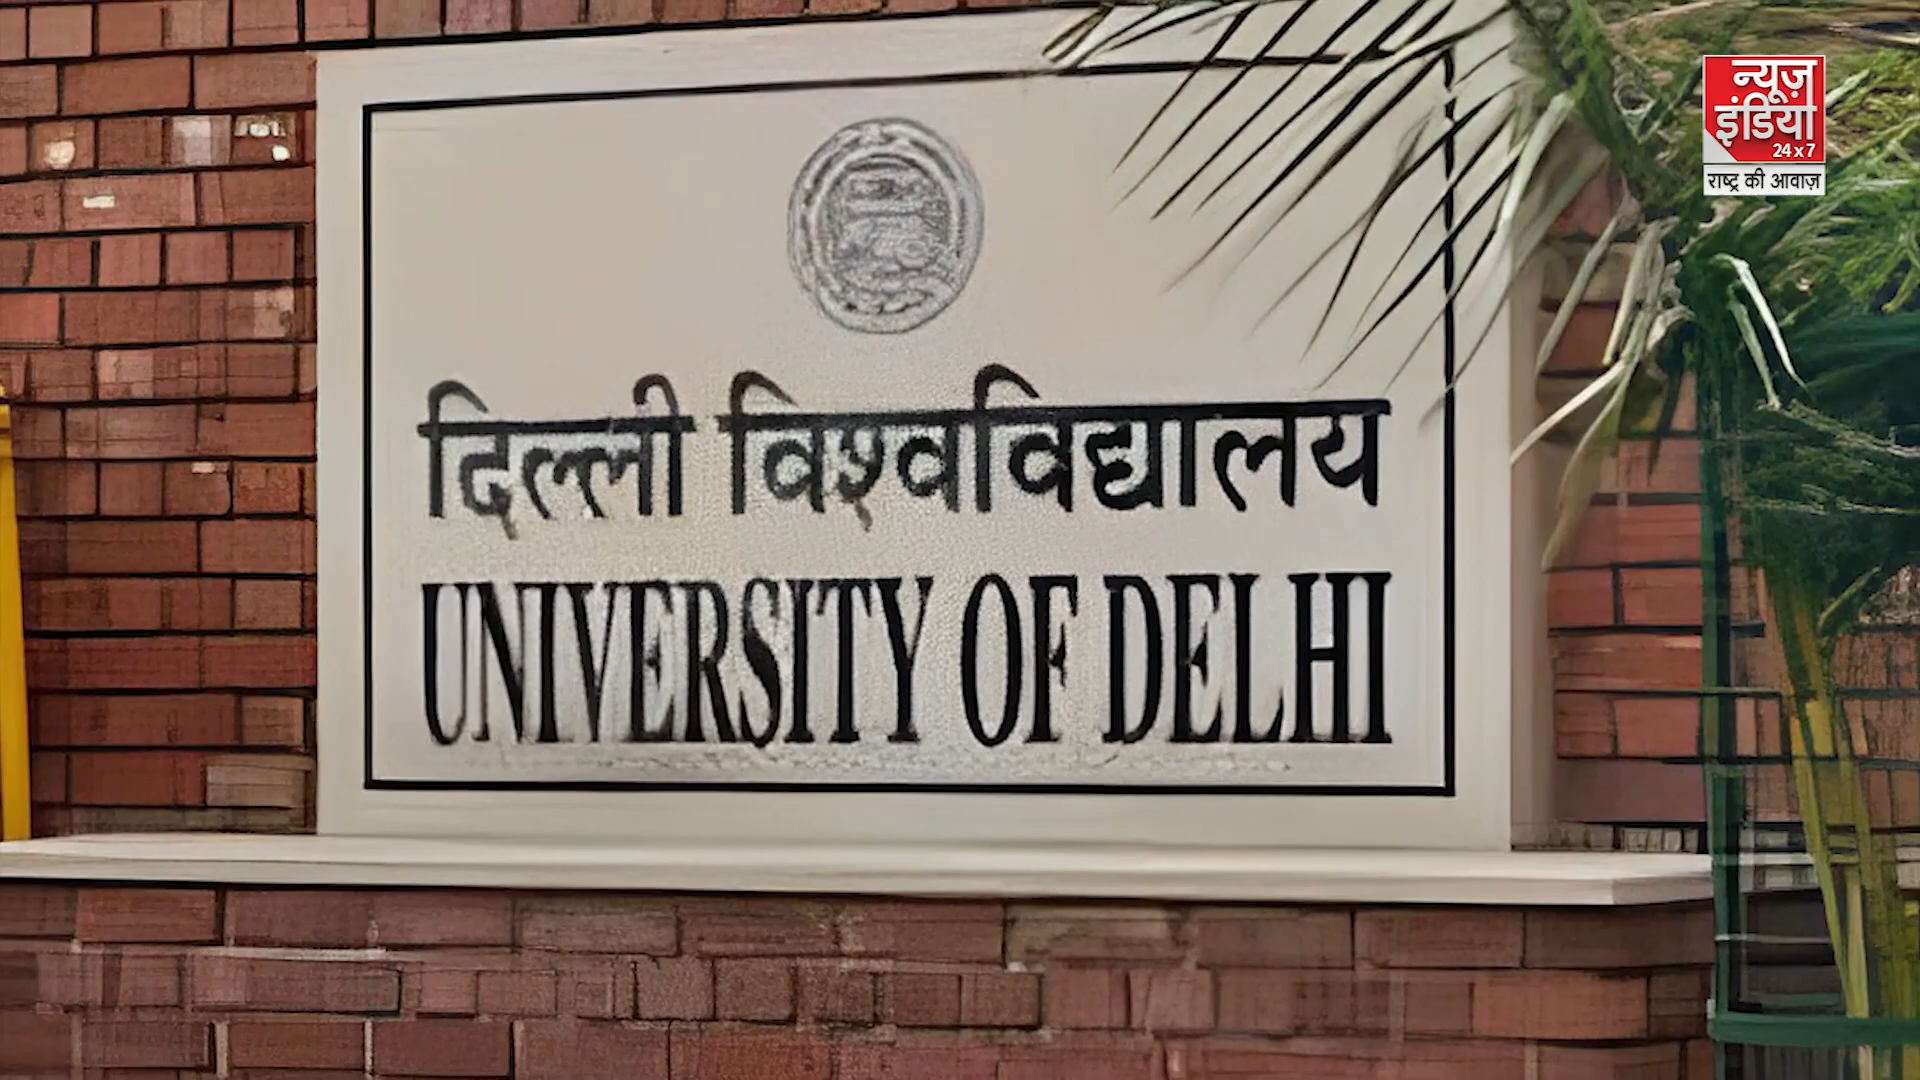 न्यूज़
इंडिया
24x7
राष्ट्र की आवाज़
दिल्ली विश्वविद्यालय
UNIVERSITY OF DELHI